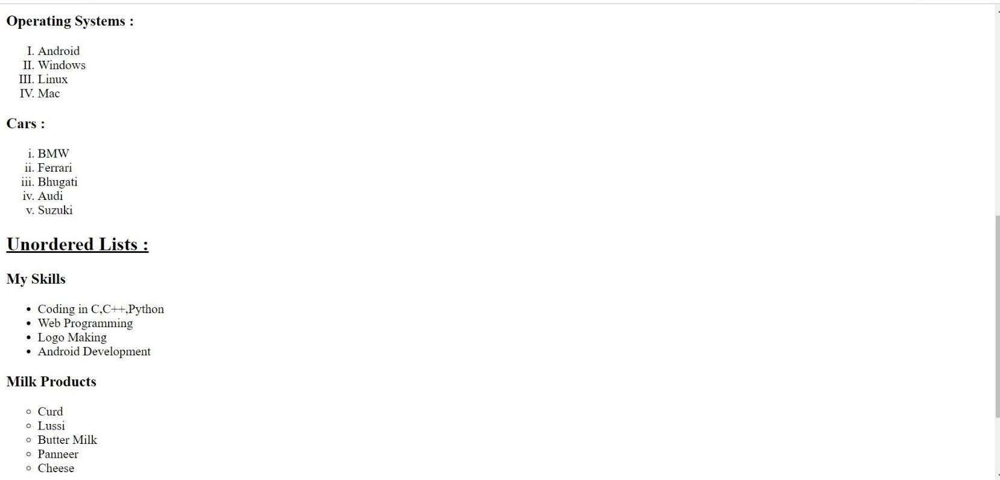 Operating Systems :
I. Android
II. Windows
III. Linux
IV. Mac
Cars :
i. BMW
ii. Ferrari
iii. Bhugati
iv. Audi
v. Suzuki
Unordered Lists :
My Skills
• Coding in C,C++,Python
• Web Programming
• Logo Making
• Android Development
Milk Products
◦ Curd
◦ Lussi
◦ Butter Milk
◦ Panneer
◦ Cheese